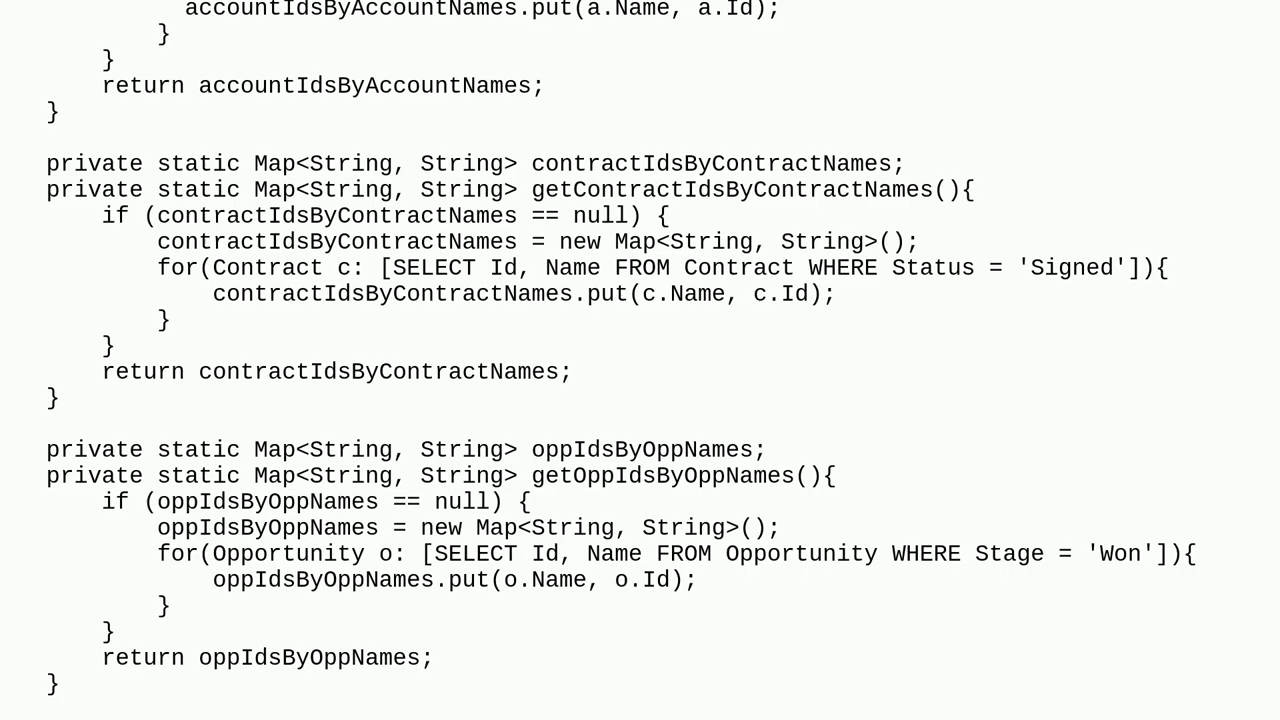 accountIdsByAccountNames.put(a.Name, a.Id);
}
}
return accountIdsByAccountNames;
}
private static Map<String, String> contractIdsByContractNames;
private static Map<String, String> getContractIdsByContractNames(){
if (contractIdsByContractNames == null) {
contractIdsByContractNames = new Map<String, String>();
for(Contract c: [SELECT Id, Name FROM Contract WHERE Status = 'Signed']){
contractIdsByContractNames.put(c.Name, c.Id);
}
}
return contractIdsByContractNames;
}
private static Map<String, String> oppIdsByOppNames;
private static Map<String, String> getOppIdsByOppNames(){
if (oppIdsByOppNames == null) {
oppIdsByOppNames = new Map<String, String>();
for(Opportunity o: [SELECT Id, Name FROM Opportunity WHERE Stage = 'Won']){
oppIdsByOppNames.put(o.Name, o.Id);
}
}
return oppIdsByOppNames;
}